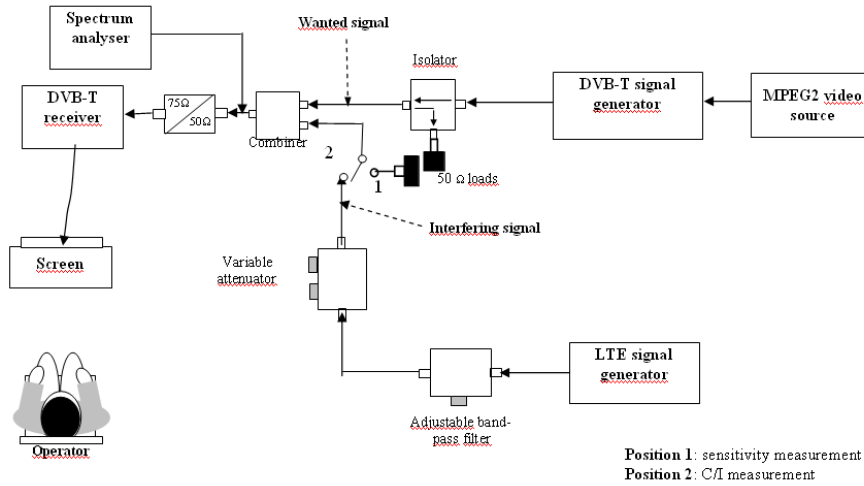 Spectrum
analyser
Wanted signal
Isolator
DVB-T
receiver
75Ω
50Ω
Combiner
DVB-T signal
generator
MPEG2 video
source
2
1
50 Ω loads
Interfering signal
Screen
Variable
attenuator
LTE signal
generator
Adjustable band-
pass filter
Operator
Position 1: sensitivity measurement
Position 2: C/I measurement